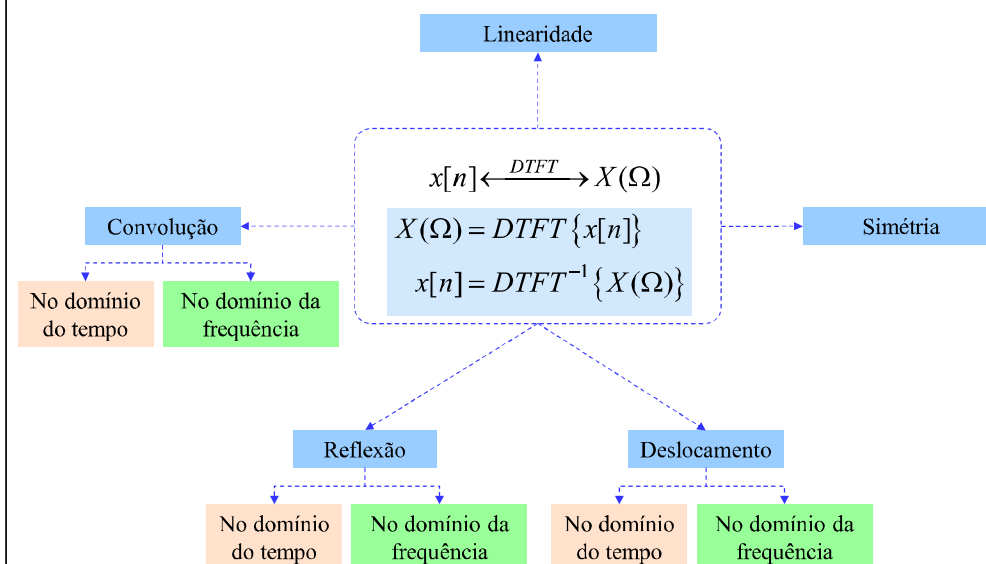 Linearidade
x[n] ←DTFT→ X(Ω)
X(Ω) = DTFT{x[n]}
x[n] = DTFT⁻¹{X(Ω)}
Convolução
No domínio
do tempo
No domínio da
frequência
Simétria
Reflexão
No domínio
do tempo
No domínio da
frequência
Deslocamento
No domínio
do tempo
No domínio da
frequência